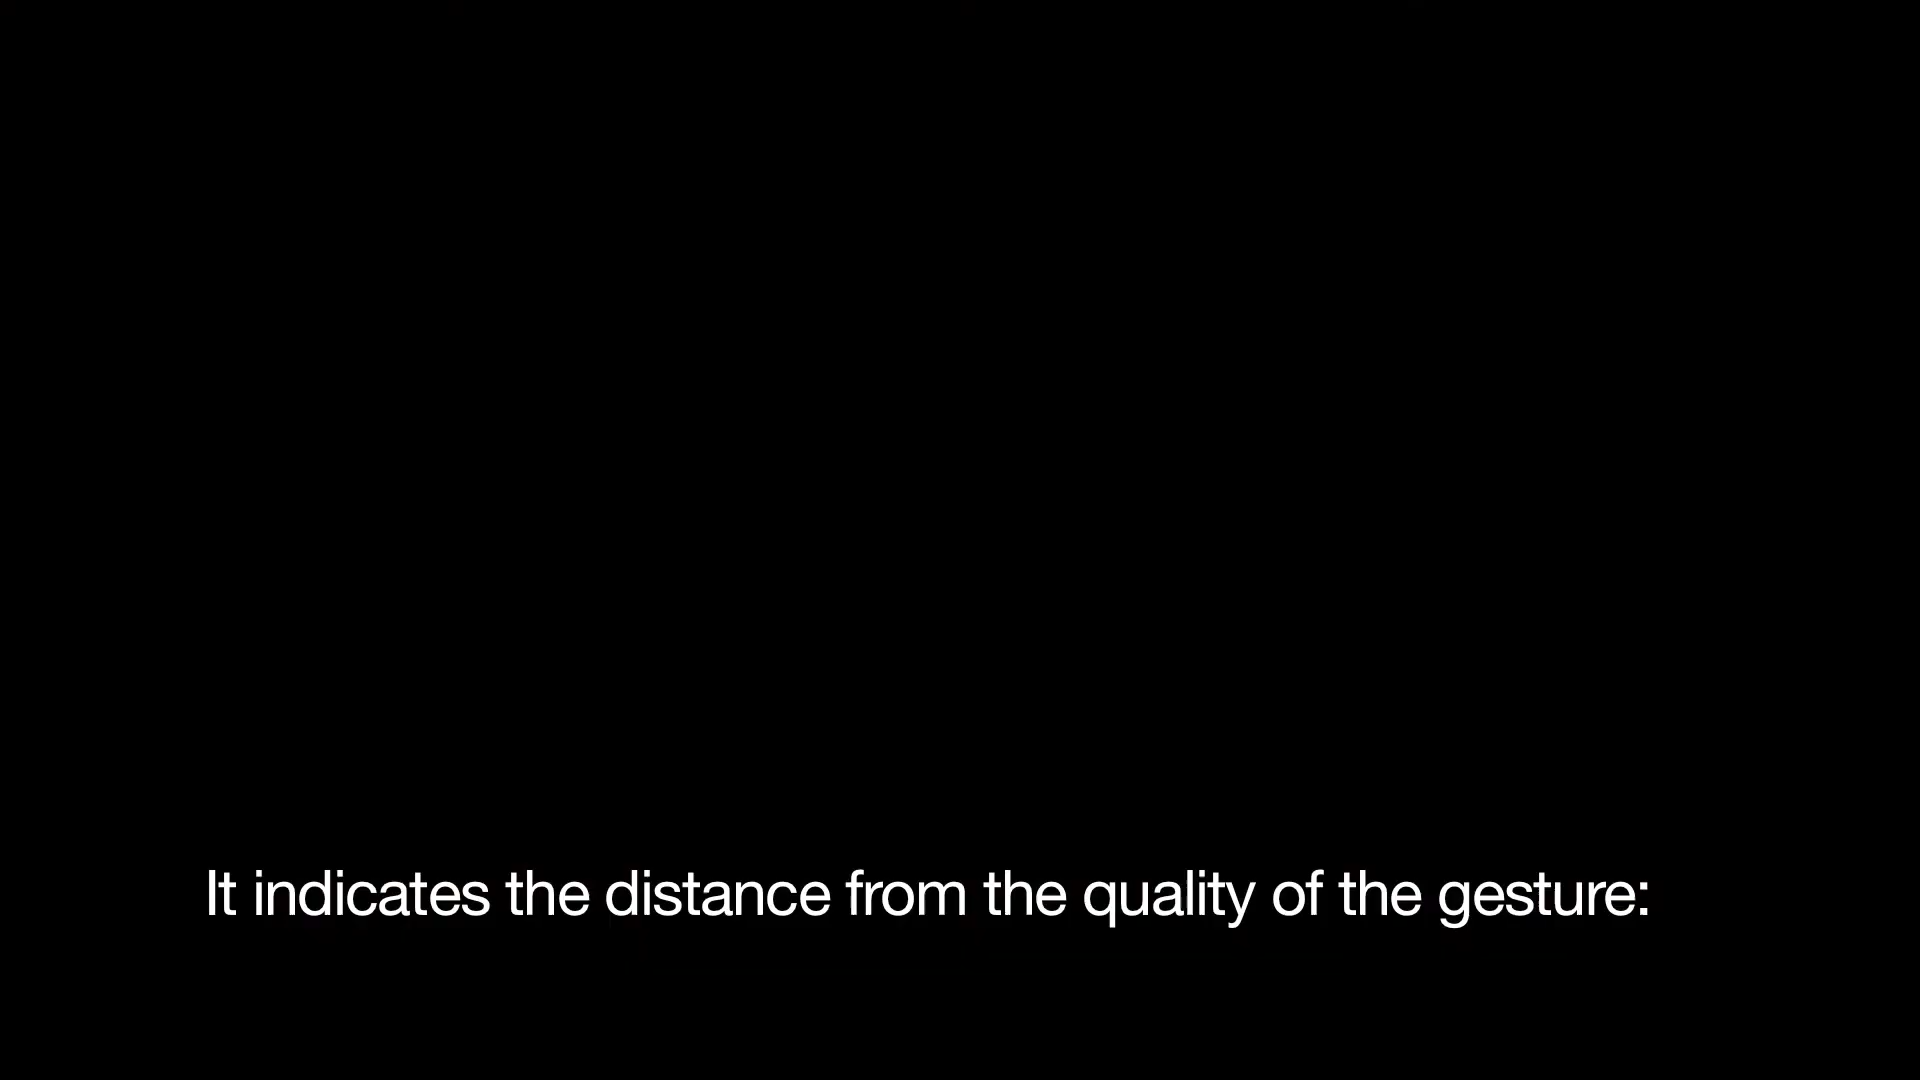 It indicates the distance from the quality of the gesture: